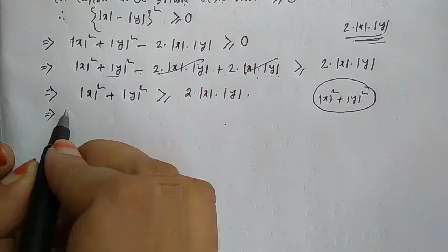 ∴ {|x| - |y|}² ⩾ 0
2.|x|.|y|
⇒ |x|² + |y|² - 2.|x|.|y| ⩾ 0
⇒ |x|² + |y|² - 2.|x|.|y| + 2.|x|.|y| ⩾ 2.|x|.|y|
⇒ |x|² + |y|² ⩾ 2.|x|.|y|.
|x|² + |y|²
⇒